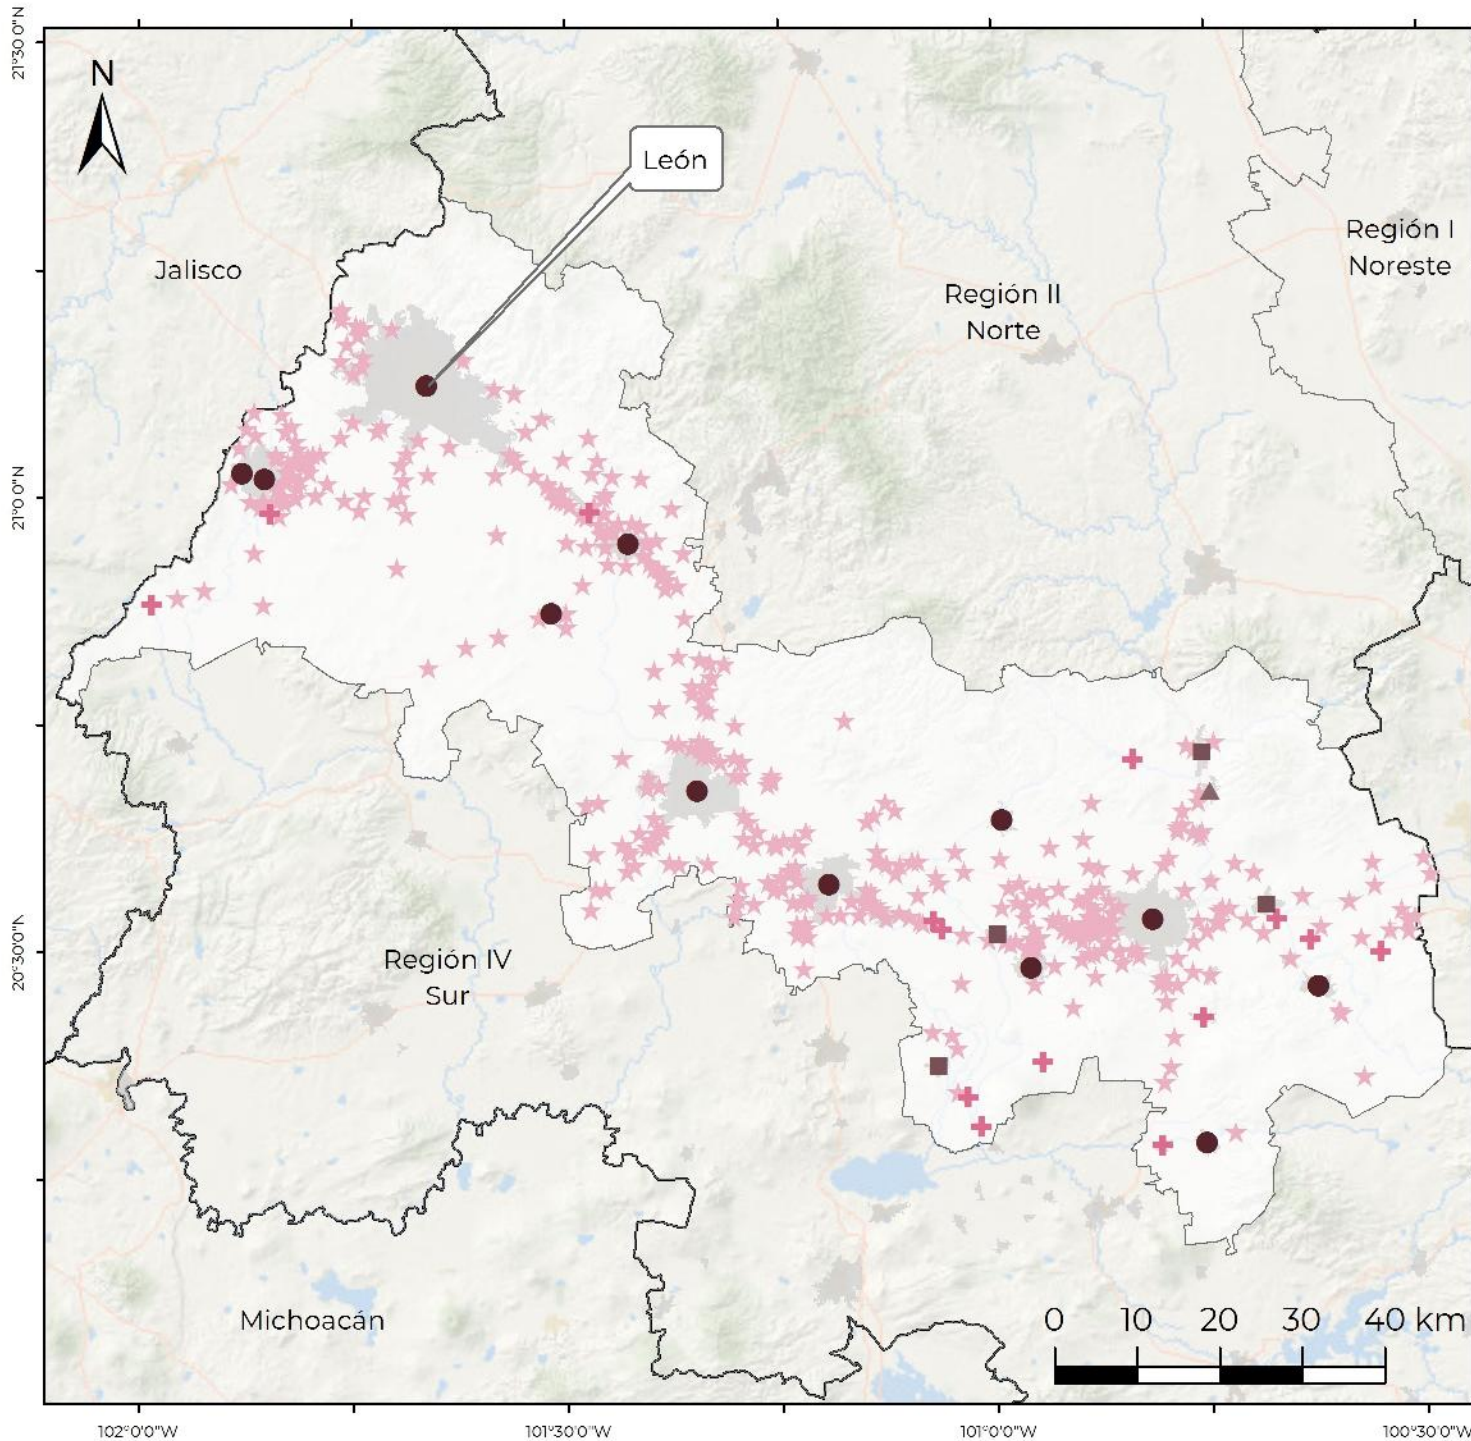 21°30'0"N
N
León
Jalisco
Región I
Noreste
Región II
Norte
21°0'0"N
20°30'0"N
Región IV
Sur
Michoacán
0 10 20 30 40 km
102°0'0"W 101°30'0"W 101°0'0"W 100°30'0"W